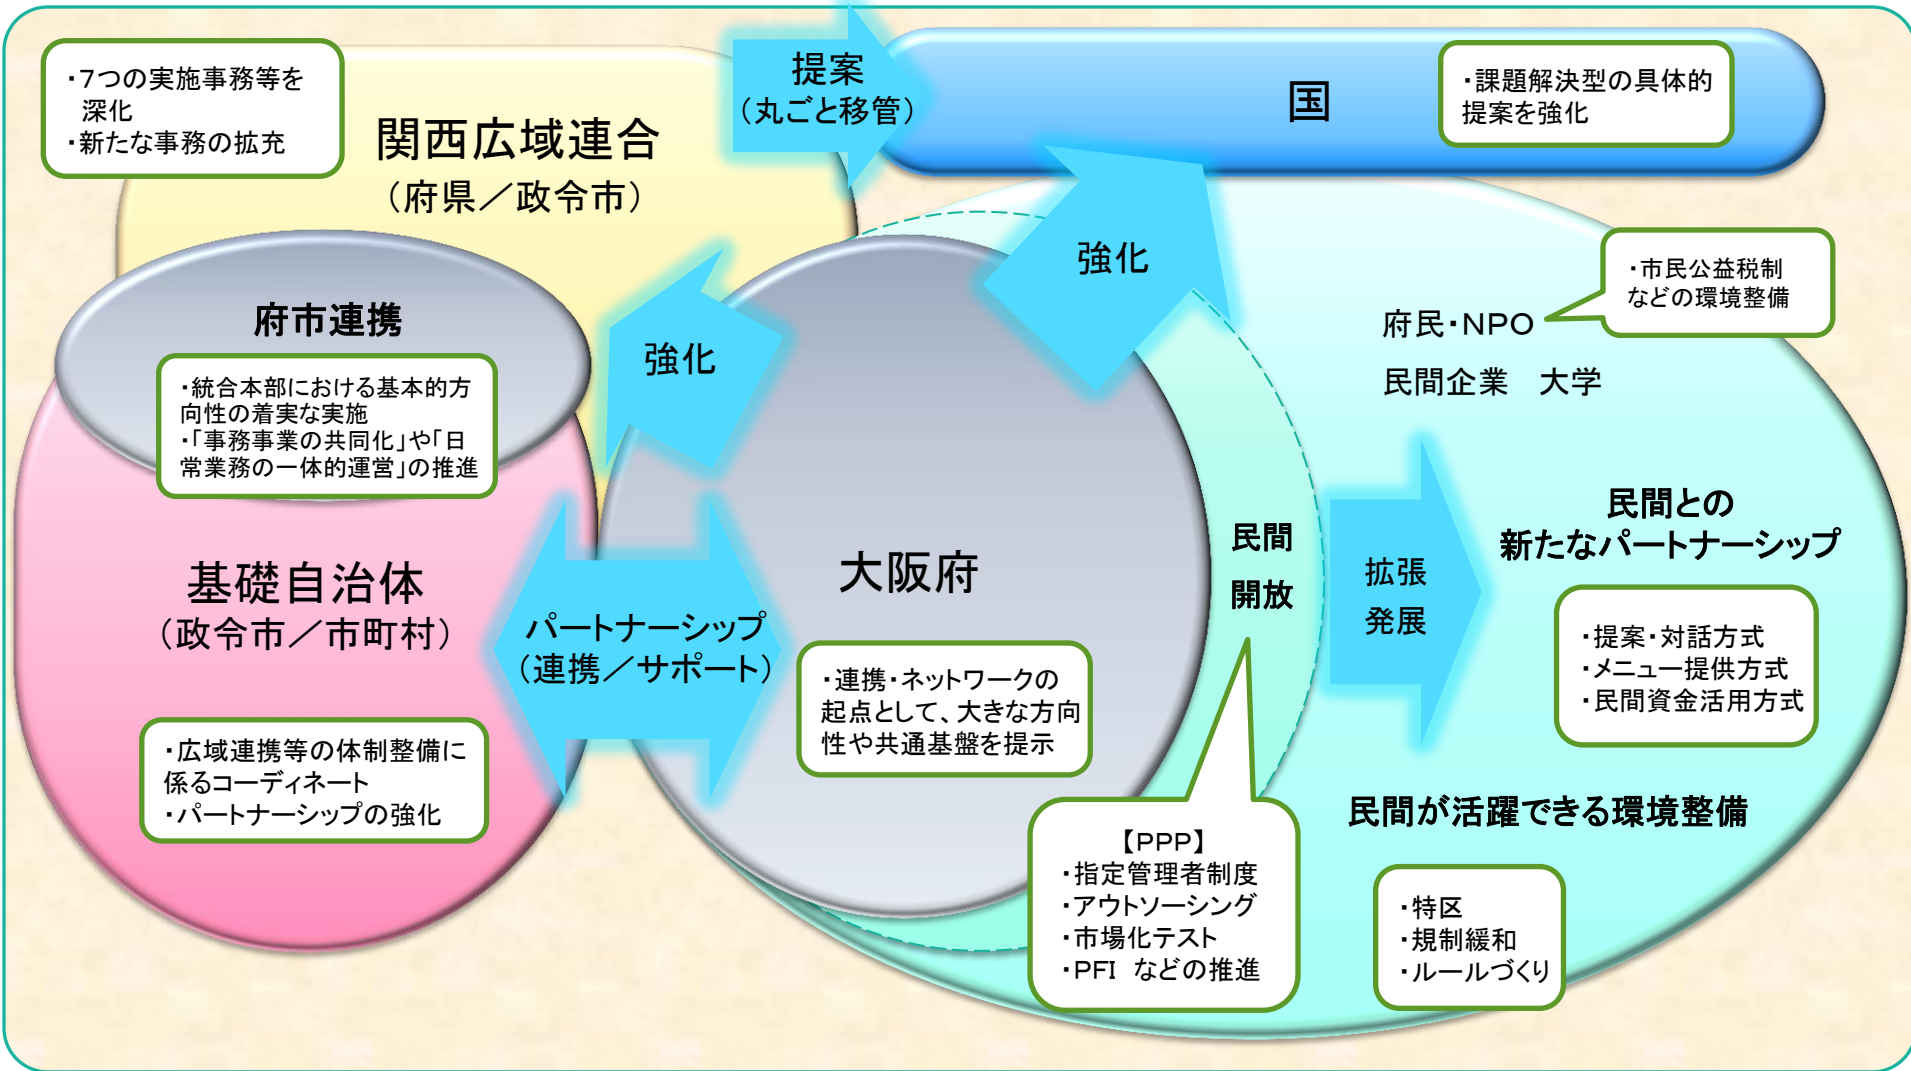 ・7つの実施事務等を
深化
・新たな事務の拡充
関西広域連合
（府県／政令市）
提案
（丸ごと移管）
国
・課題解決型の具体的
提案を強化
強化
・市民公益税制
などの環境整備
府民・NPO
民間企業　大学
府市連携
・統合本部における基本的方
向性の着実な実施
・「事務事業の共同化」や「日
常業務の一体的運営」の推進
強化
基礎自治体
（政令市／市町村）
・広域連携等の体制整備に
係るコーディネート
・パートナーシップの強化
パートナーシップ
（連携／サポート）
大阪府
・連携・ネットワークの
起点として、大きな方向
性や共通基盤を提示
民間
開放
【PPP】
・指定管理者制度
・アウトソーシング
・市場化テスト
・PFI などの推進
拡張
発展
民間との
新たなパートナーシップ
・提案・対話方式
・メニュー提供方式
・民間資金活用方式
民間が活躍できる環境整備
・特区
・規制緩和
・ルールづくり